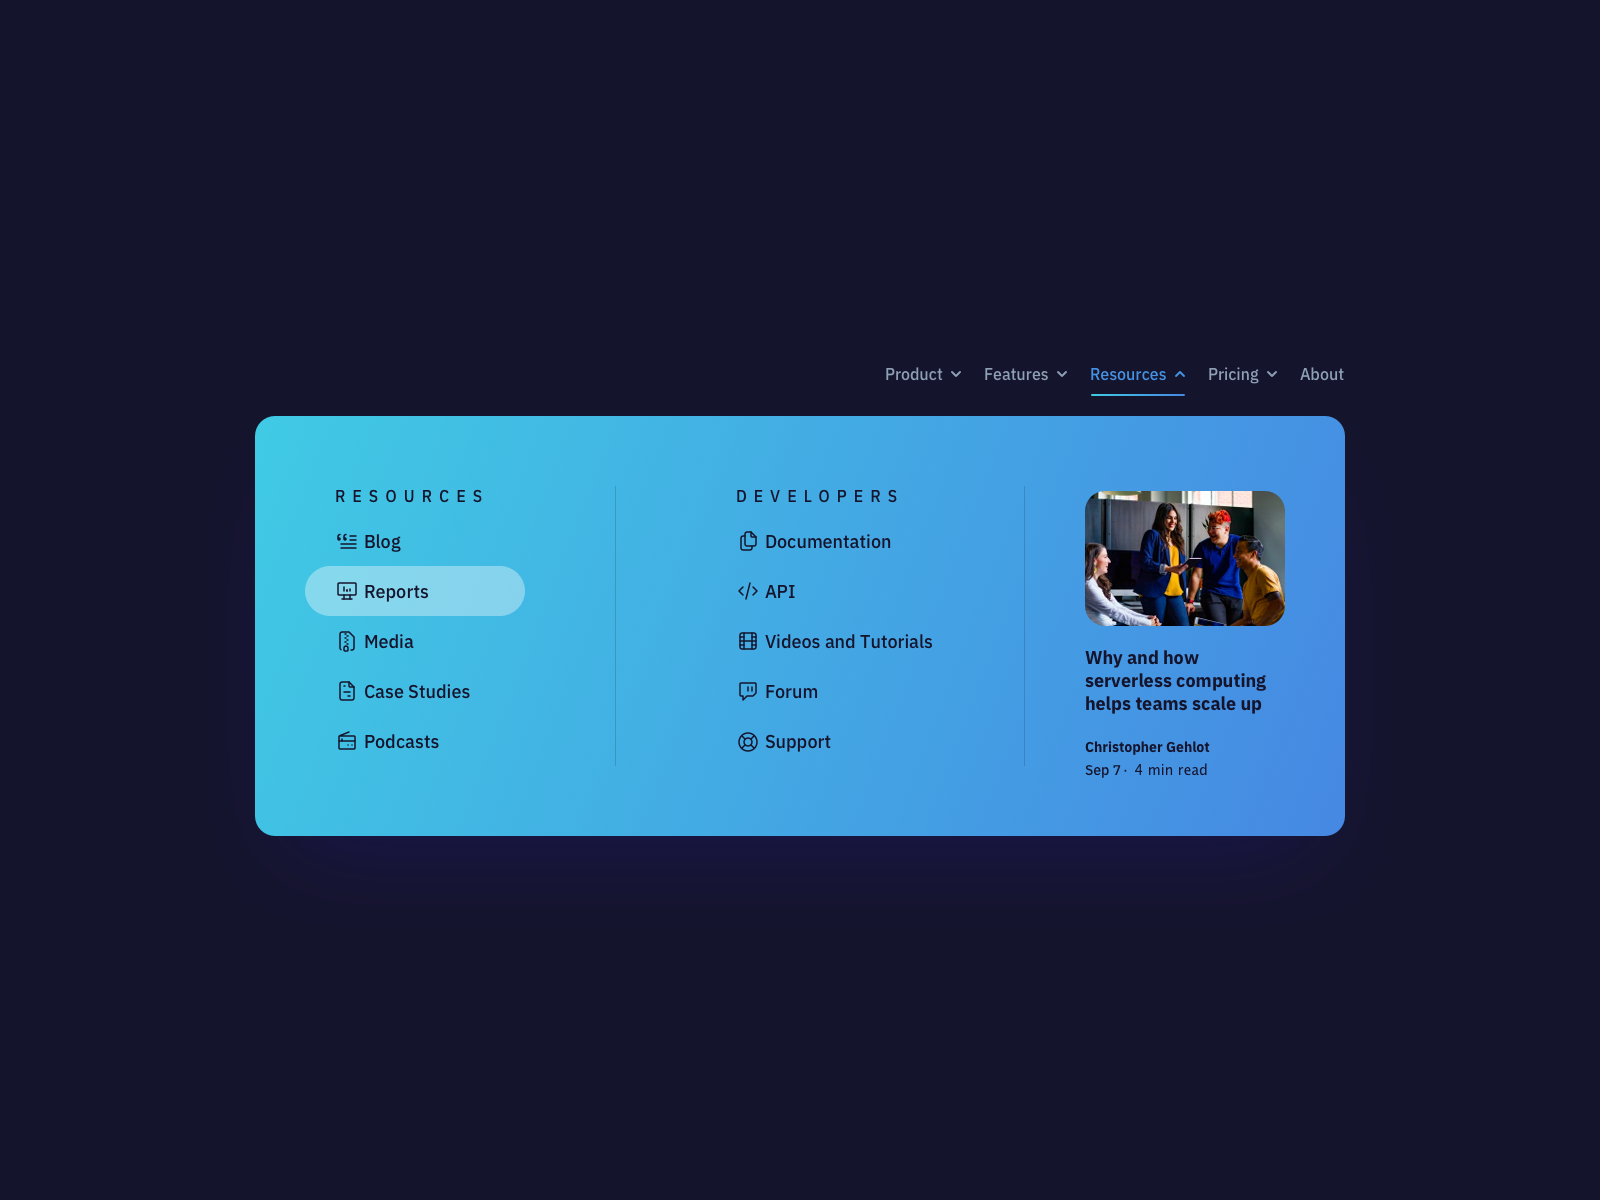 Product Features Resources Pricing About
RESOURCES
Blog
Reports
Media
Case Studies
Podcasts
DEVELOPERS
Documentation
API
Videos and Tutorials
Forum
Support
Why and how
serverless computing
helps teams scale up
Christopher Gehlot
Sep 7 · 4 min read